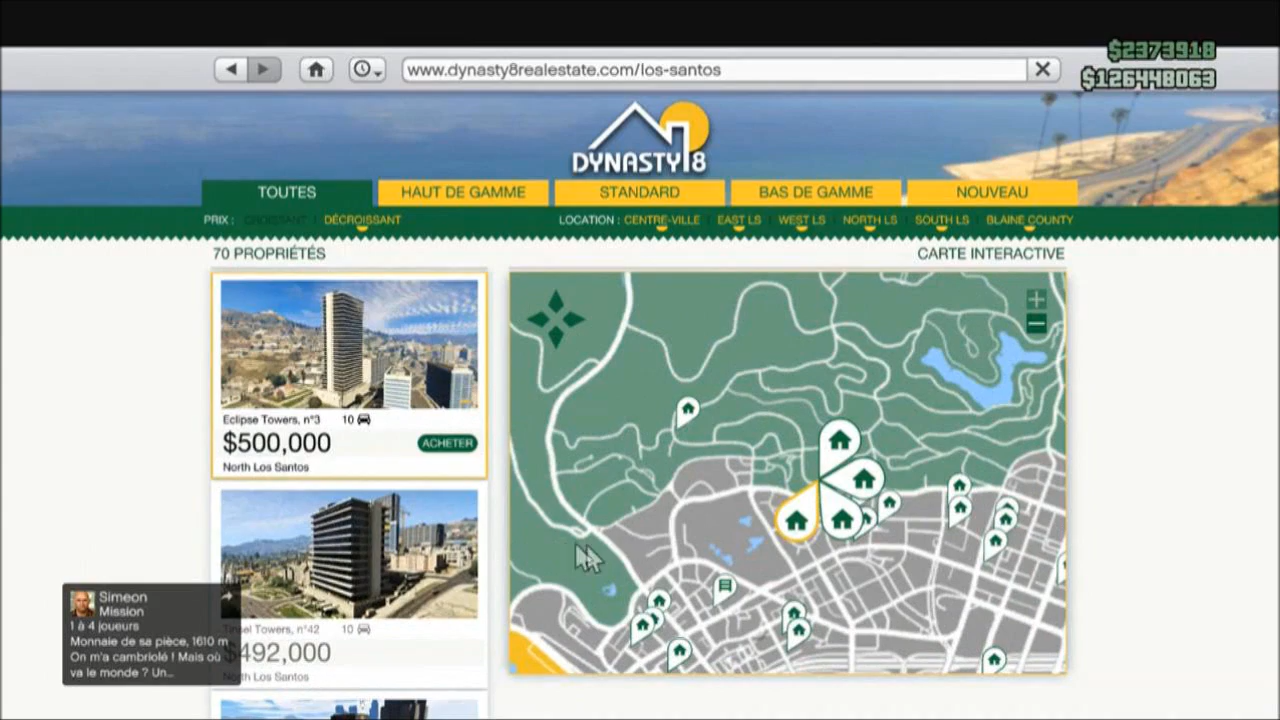 $2373918
$126448063
www.dynasty8realestate.com/los-santos
DYNASTY 8
TOUTES
HAUT DE GAMME
STANDARD
BAS DE GAMME
NOUVEAU
PRIX : CROISSANT DÉCROISSANT
LOCATION : CENTRE-VILLE EAST LS WEST LS NORTH LS SOUTH LS BLAINE COUNTY
70 PROPRIÉTÉS
CARTE INTERACTIVE
Eclipse Towers, n°3 10
$500,000
ACHETER
North Los Santos
Tinsel Towers, n°42 10
$492,000
North Los Santos
Simeon
Mission
1 à 4 joueurs
Monnaie de sa pièce, 1610 m
On m'a cambriolé ! Mais où
va le monde ? Un...